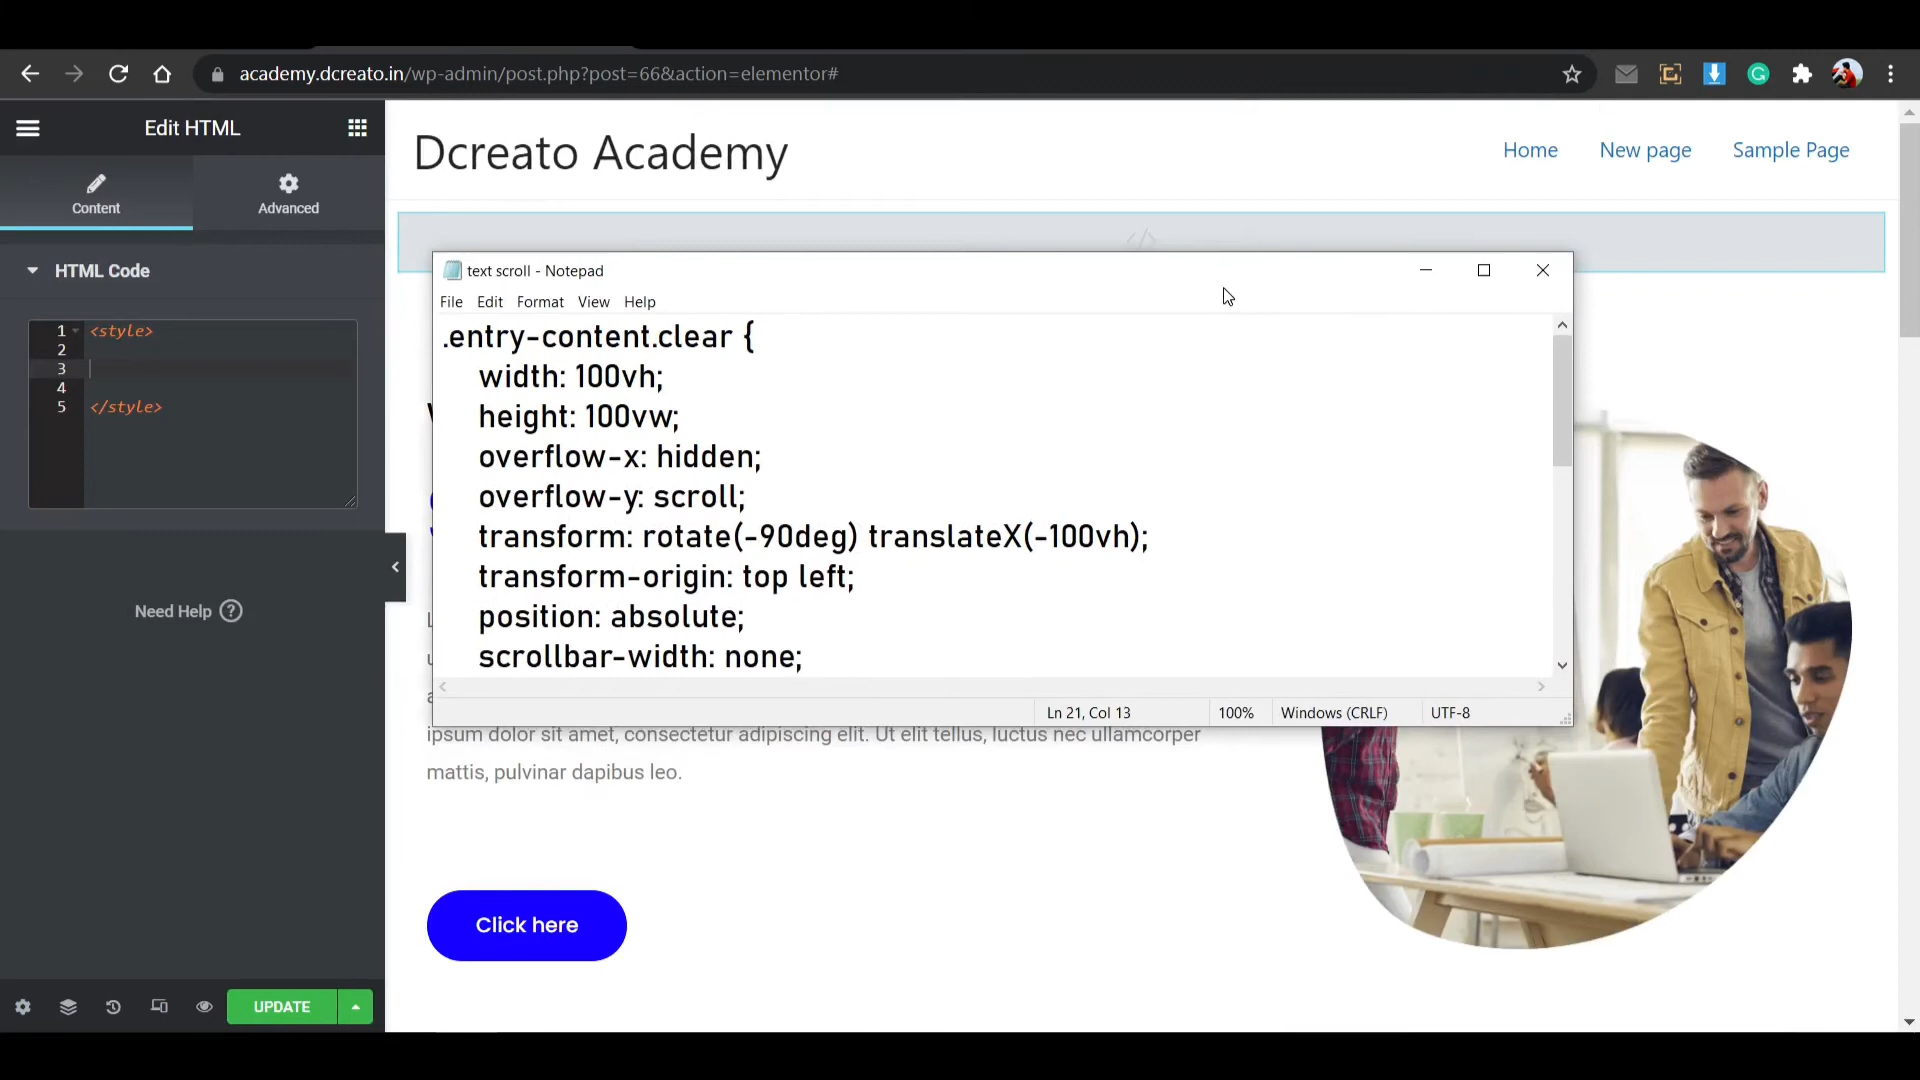 academy.dcreato.in/wp-admin/post.php?post=66&action=elementor#
Edit HTML
Content
Advanced
HTML Code
1 <style>
2
3
4
5 </style>
Need Help ?
UPDATE
Dcreato Academy
Home
New page
Sample Page
text scroll - Notepad
File Edit Format View Help
.entry-content.clear {
width: 100vh;
height: 100vw;
overflow-x: hidden;
overflow-y: scroll;
transform: rotate(-90deg) translateX(-100vh);
transform-origin: top left;
position: absolute;
scrollbar-width: none;
Ln 21, Col 13
100%
Windows (CRLF)
UTF-8
ipsum dolor sit amet, consectetur adipiscing elit. Ut elit tellus, luctus nec ullamcorper
mattis, pulvinar dapibus leo.
Click here